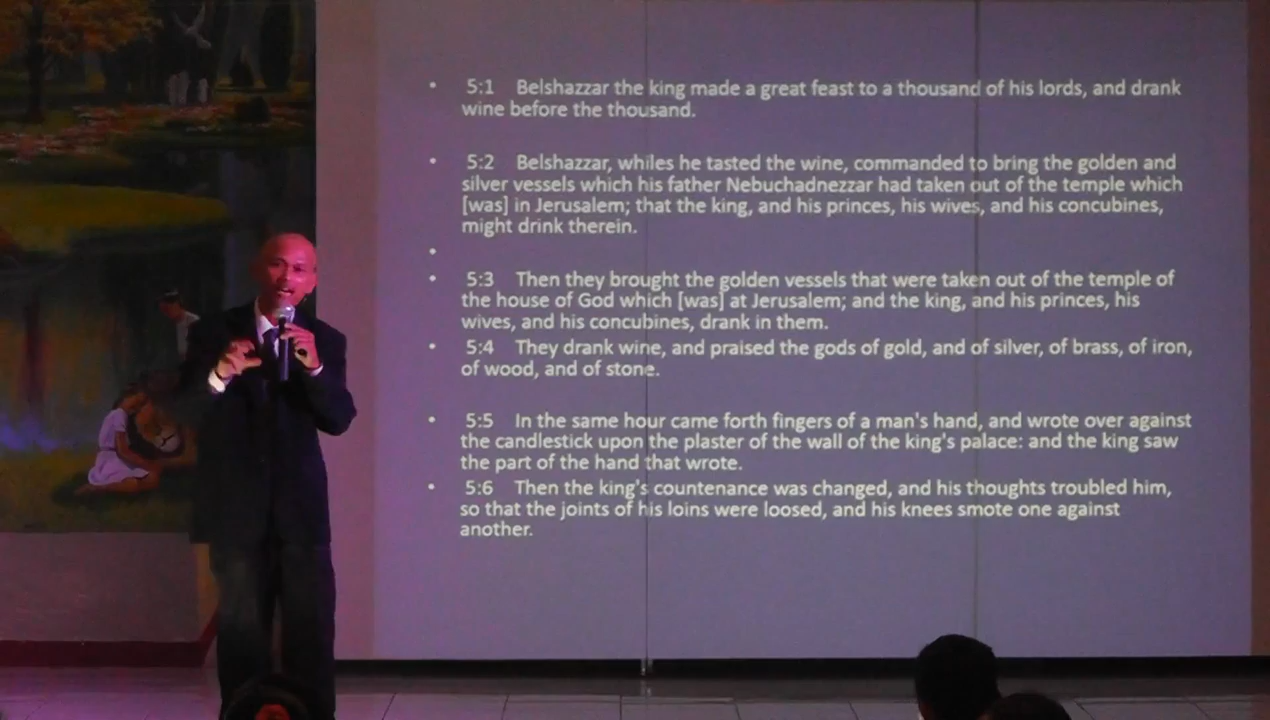 • 5:1 Belshazzar the king made a great feast to a thousand of his lords, and drank
wine before the thousand.
• 5:2 Belshazzar, whiles he tasted the wine, commanded to bring the golden and
silver vessels which his father Nebuchadnezzar had taken out of the temple which
[was] in Jerusalem; that the king, and his princes, his wives, and his concubines,
might drink therein.
•
• 5:3 Then they brought the golden vessels that were taken out of the temple of
the house of God which [was] at Jerusalem; and the king, and his princes, his
wives, and his concubines, drank in them.
• 5:4 They drank wine, and praised the gods of gold, and of silver, of brass, of iron,
of wood, and of stone.
• 5:5 In the same hour came forth fingers of a man's hand, and wrote over against
the candlestick upon the plaster of the wall of the king's palace: and the king saw
the part of the hand that wrote.
• 5:6 Then the king's countenance was changed, and his thoughts troubled him,
so that the joints of his loins were loosed, and his knees smote one against
another.